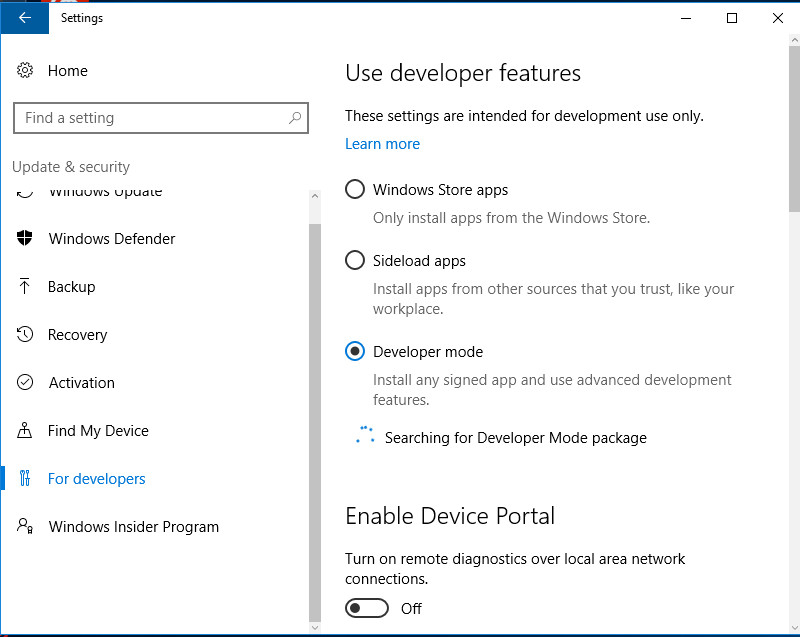 Settings
Home
Find a setting
Update & security
Windows Update
Windows Defender
Backup
Recovery
Activation
Find My Device
For developers
Windows Insider Program
Use developer features
These settings are intended for development use only.
Learn more
Windows Store apps
Only install apps from the Windows Store.
Sideload apps
Install apps from other sources that you trust, like your
workplace.
Developer mode
Install any signed app and use advanced development
features.
Searching for Developer Mode package
Enable Device Portal
Turn on remote diagnostics over local area network
connections.
Off